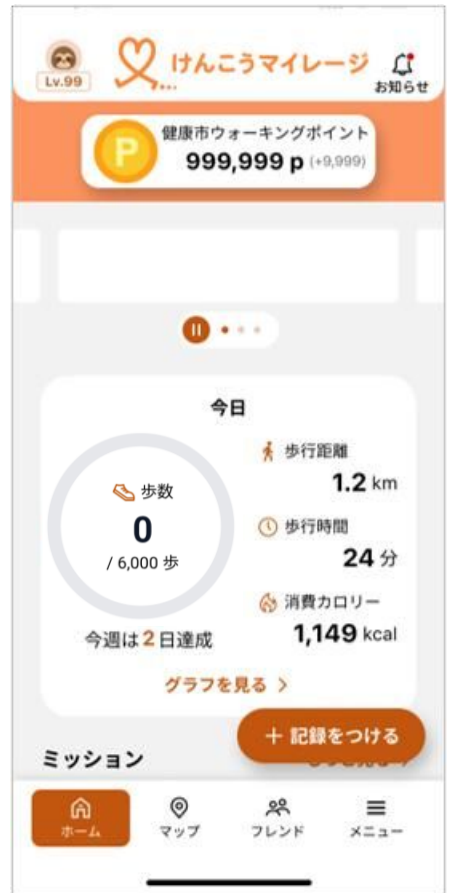 Lv.99
けんこうマイレージ
お知らせ
健康市ウォーキングポイント
P
999,999 p (+9,999)
今日
歩数
0
/ 6,000 歩
今週は2日達成
歩行距離
1.2 km
歩行時間
24 分
消費カロリー
1,149 kcal
グラフを見る >
ミッション
+ 記録をつける
ホーム
マップ
フレンド
メニュー